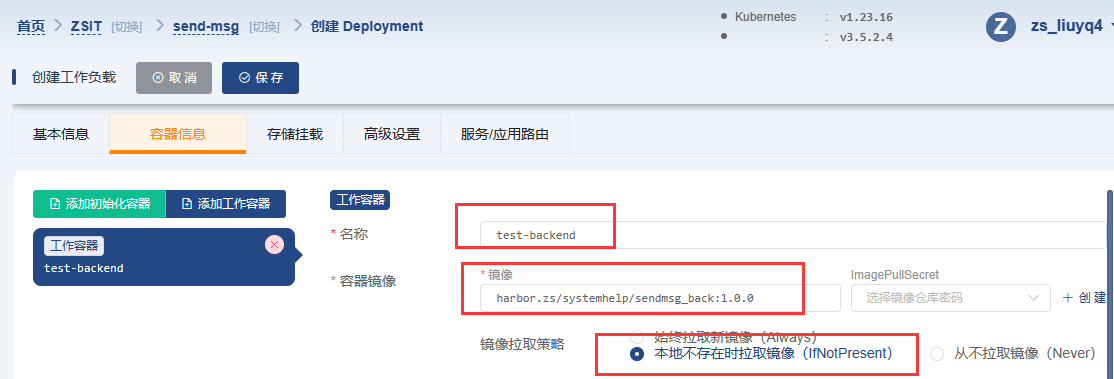 首页 > ZSIT [切换] > send-msg [切换] > 创建 Deployment
Kubernetes : v1.23.16
: v3.5.2.4
Z zs_liuyq4
创建工作负载 取 消 保 存
基本信息 容器信息 存储挂载 高级设置 服务/应用路由
添加初始化容器 添加工作容器
工作容器
test-backend
工作容器
* 名称 test-backend
* 容器镜像 * 镜像 ImagePullSecret
harbor.zs/systemhelp/sendmsg_back:1.0.0 选择镜像仓库密码 + 创建
镜像拉取策略 始终拉取新镜像（Always）
本地不存在时拉取镜像（IfNotPresent） 从不拉取镜像（Never）